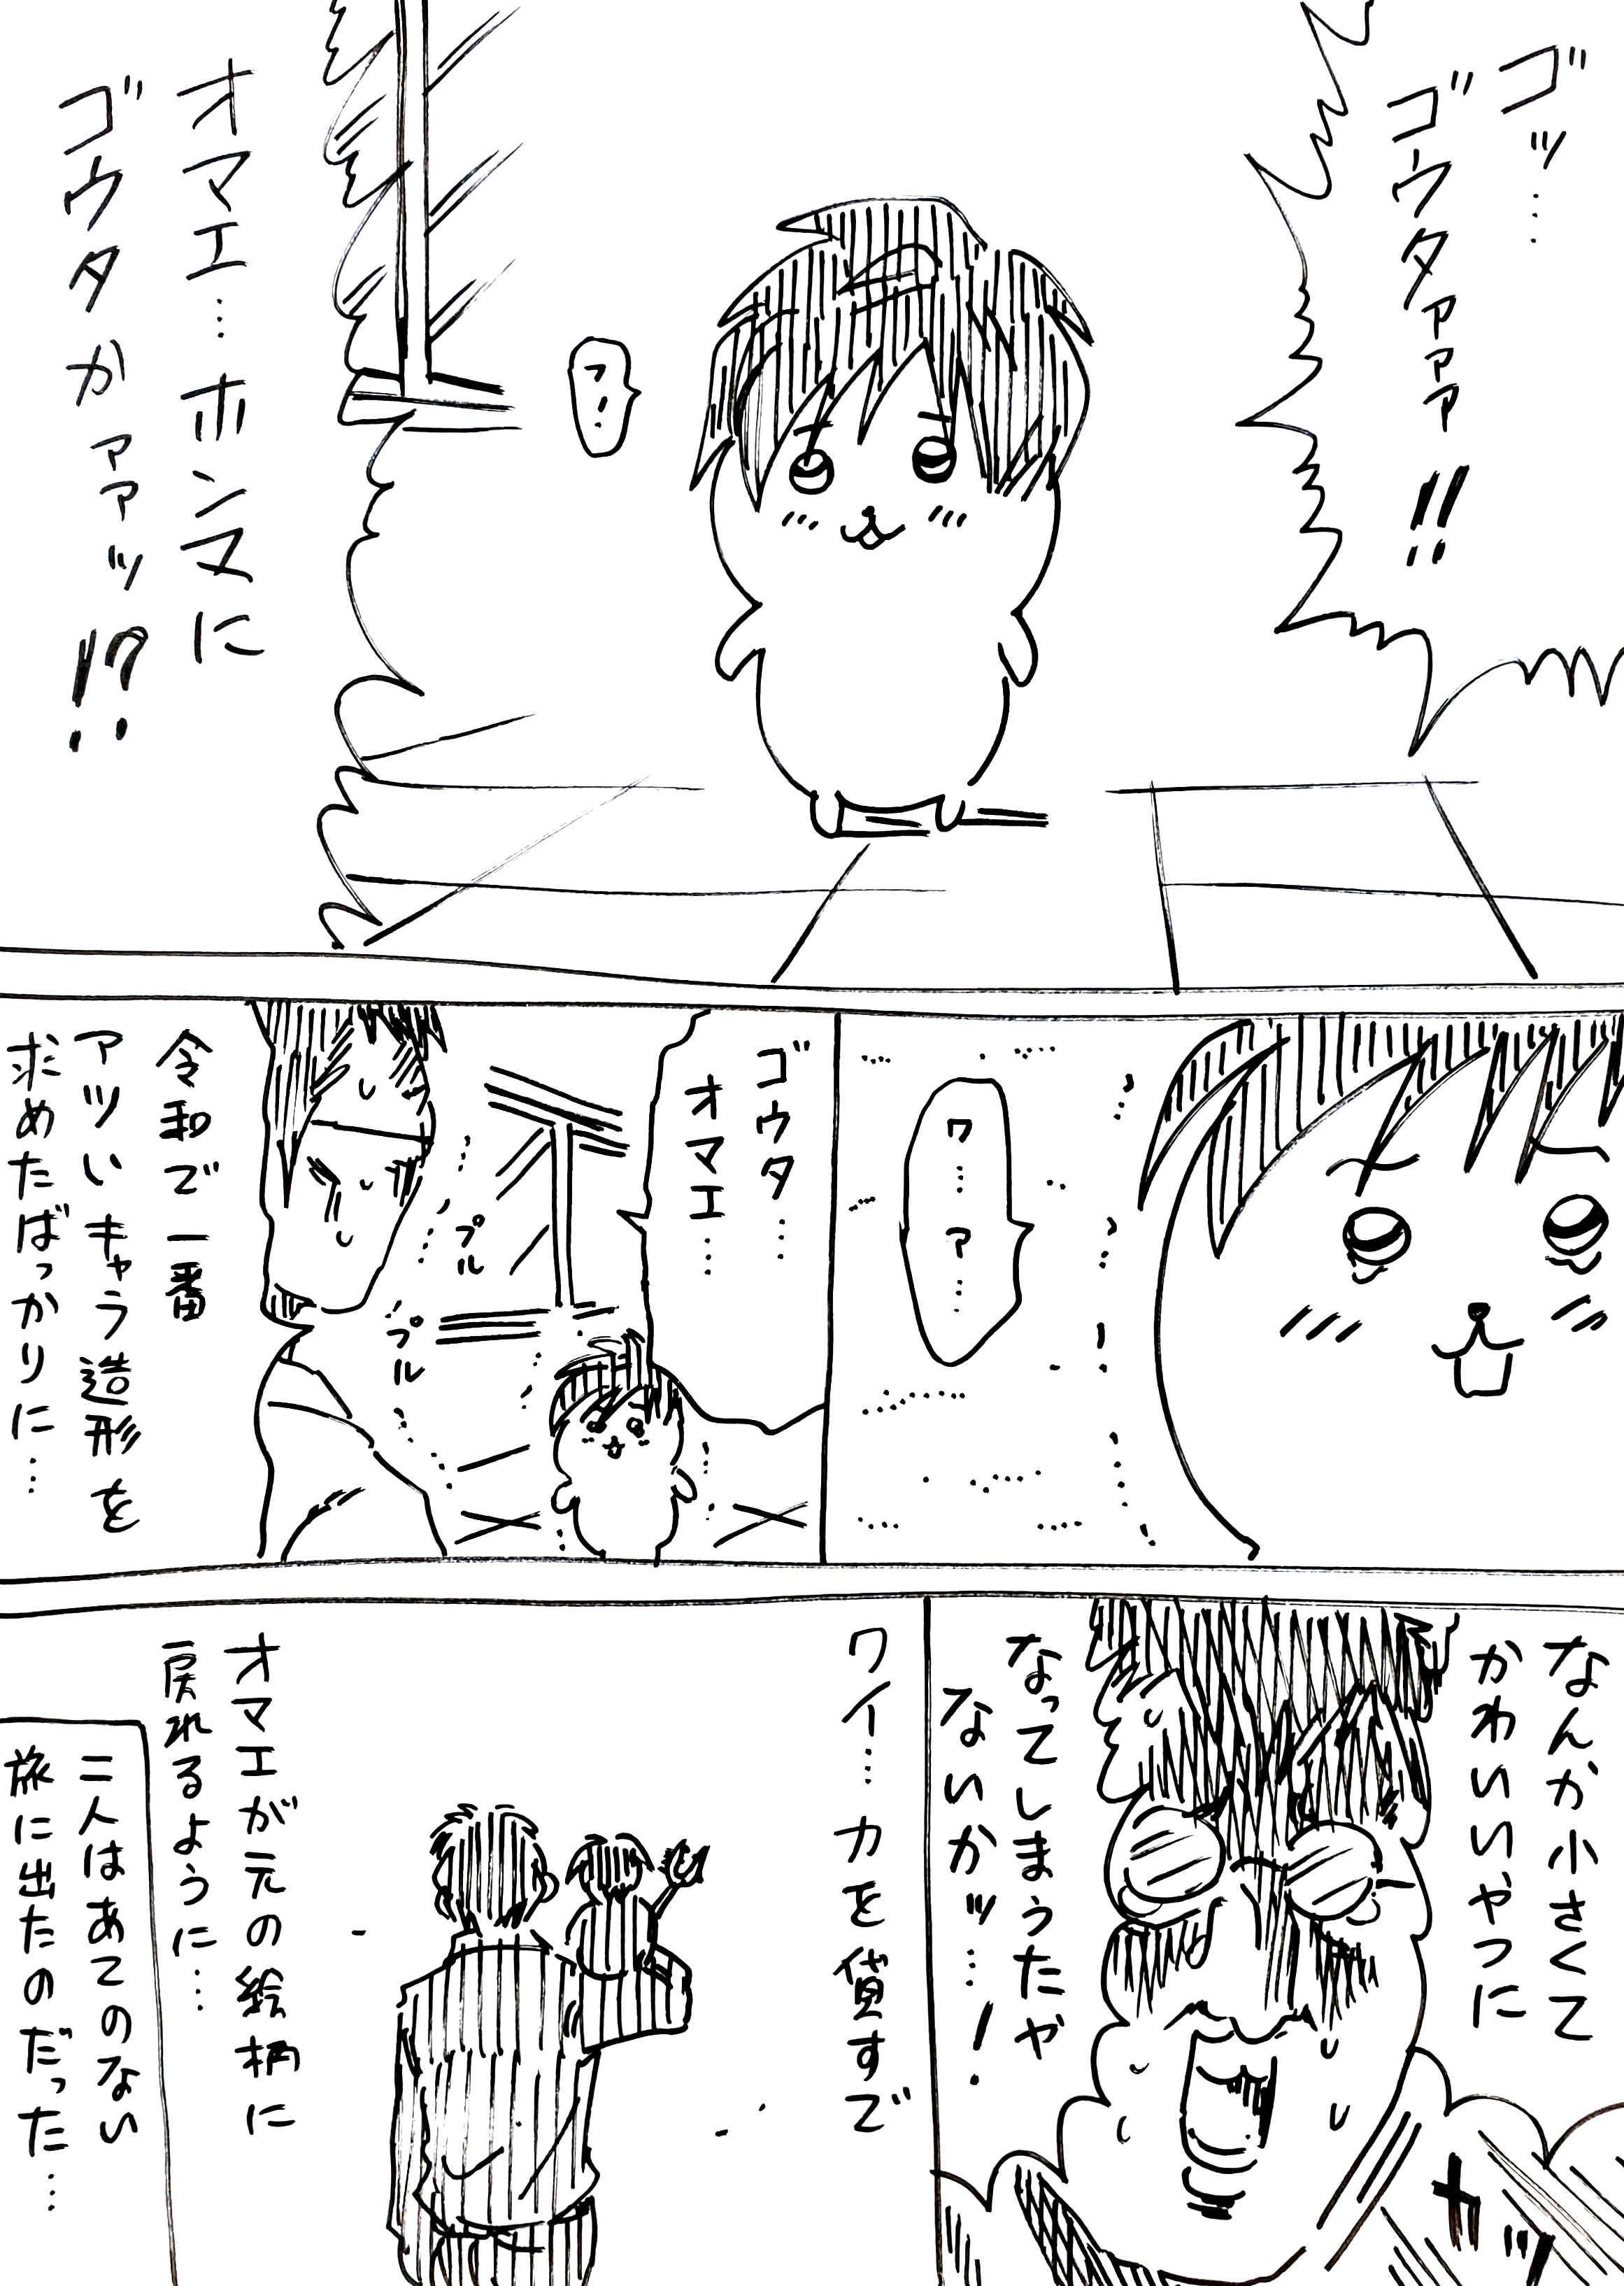 ゴッ…
ゴウタァァァ!!
フ!
オマエ…ホンマに
ゴウタかァァッ!?
ワ…ァ…
ゴウタ…
オマエ…
プル
プル
令和で一番
アツいキャラ造形を
求めたばっかりに…
なんか小さくて
かわいいやつに
なってしまうたや
ないかッ…!
カッ
ワイ…力を貸すで
オマエが元の絵柄に
戻れるように…
二人はあてのない
旅に出たのだった…